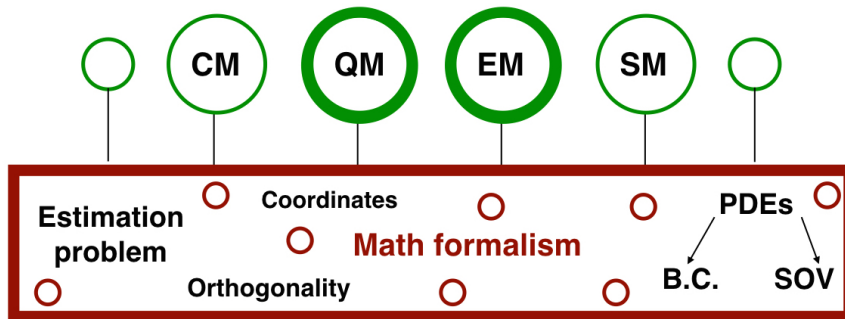 CM QM EM SM
Coordinates
PDEs
Estimation
problem
Math formalism
Orthogonality
B.C. SOV